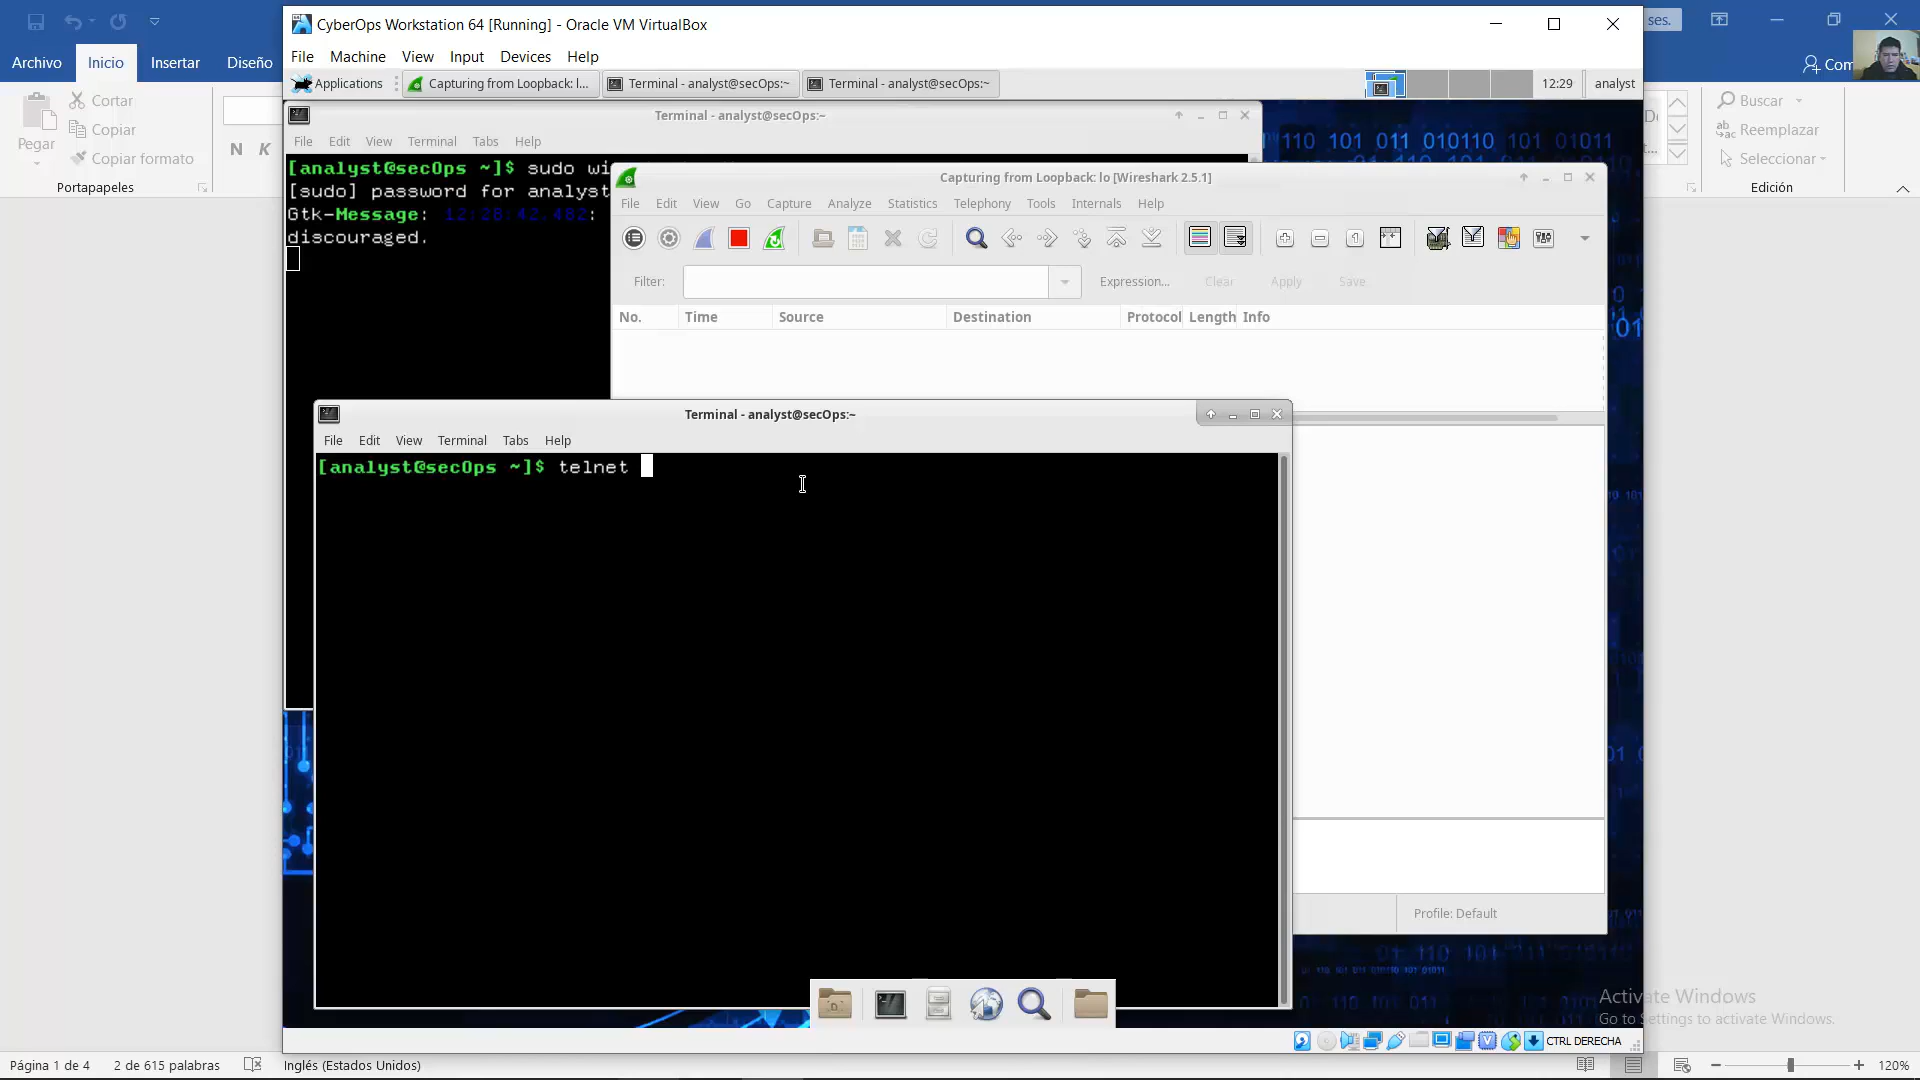 CyberOps Workstation 64 [Running] - Oracle VM VirtualBox
ses.
File Machine View Input Devices Help
Archivo Inicio Insertar Diseño
Applications
Capturing from Loopback: l...
Terminal - analyst@secOps:~
Terminal - analyst@secOps:~
12:29
analyst
Pegar
Cortar
Copiar
Copiar formato
Portapapeles
N K
Buscar
Reemplazar
Seleccionar
Edición
Terminal - analyst@secOps:~
File Edit View Terminal Tabs Help
[analyst@secOps ~]$ sudo wi
[sudo] password for analyst
Gtk-Message: 12:28:42.482:
discouraged.
Capturing from Loopback: lo [Wireshark 2.5.1]
File Edit View Go Capture Analyze Statistics Telephony Tools Internals Help
Filter: Expression... Clear Apply Save
No. Time Source Destination Protocol Length Info
Terminal - analyst@secOps:~
File Edit View Terminal Tabs Help
[analyst@secOps ~]$ telnet
Profile: Default
Activate Windows
Go to Settings to activate Windows.
CTRL DERECHA
Página 1 de 4 2 de 615 palabras Inglés (Estados Unidos) 120%